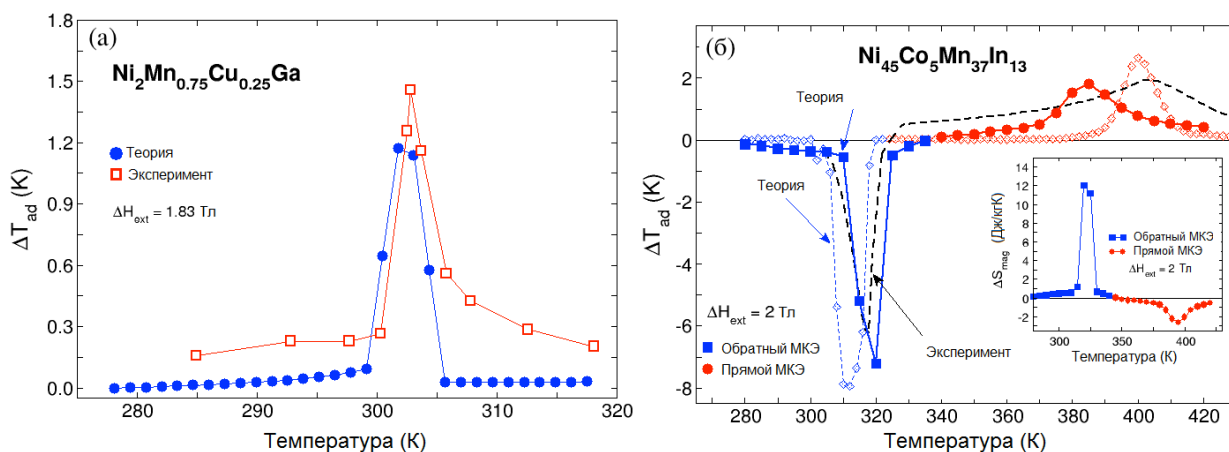 (а)
Ni2Mn0.75Cu0.25Ga
Теория
Эксперимент
ΔHext = 1.83 Тл
ΔTad (K)
1.8
1.5
1.2
0.9
0.6
0.3
0.0
280 290 300 310 320
Температура (К)
(б)
Ni45Co5Mn37In13
Теория
Теория
Эксперимент
ΔHext = 2 Тл
Обратный МКЭ
Прямой МКЭ
ΔTad (K)
2
0
-2
-4
-6
-8
280 300 320 340 360 380 400 420
Температура (К)
ΔSmag (Дж/кгК)
14
12
10
8
6
4
2
0
-2
Обратный МКЭ
Прямой МКЭ
ΔHext = 2 Тл
300 350 400
Температура (К)